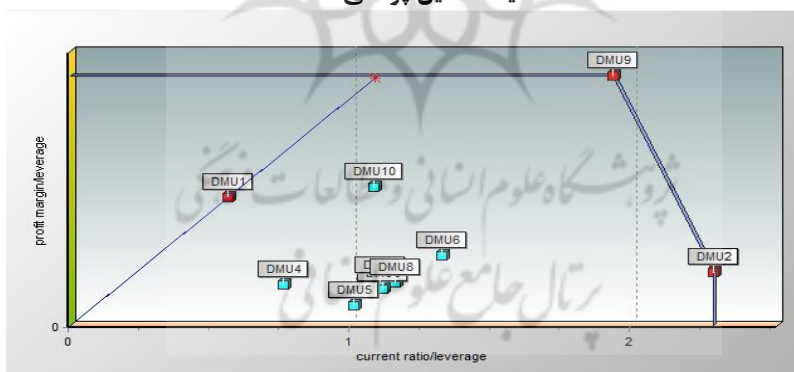 DMU9
DMU10
DMU1
DMU6
DMU2
DMU4
DMU8
DMU5
profit margin/leverage
0
0
1
2
current ratio/leverage
پژوهشگاه علوم انسانی و مطالعات فرهنگی
پرتال جامع علوم انسانی